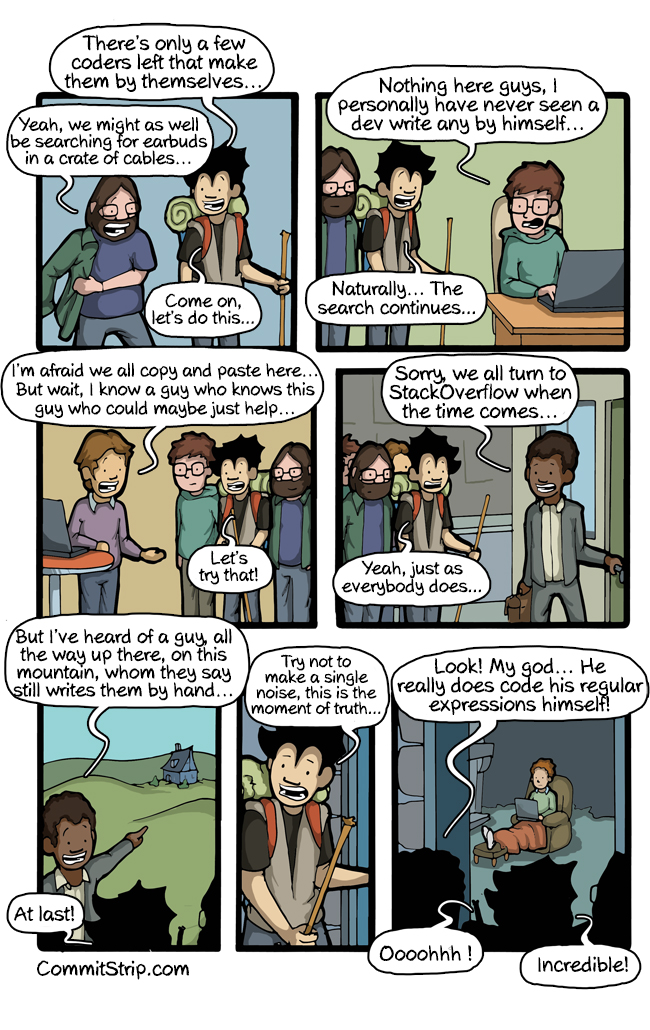 There's only a few
coders left that make
them by themselves...
Yeah, we might as well
be searching for earbuds
in a crate of cables...
Come on,
let's do this...
Nothing here guys, I
personally have never seen a
dev write any by himself...
Naturally... The
search continues...
I'm afraid we all copy and paste here...
But wait, I know a guy who knows this
guy who could maybe just help...
Let's
try that!
Sorry, we all turn to
StackOverflow when
the time comes...
Yeah, just as
everybody does...
But I've heard of a guy, all
the way up there, on this
mountain, whom they say
still writes them by hand...
At last!
Try not to
make a single
noise, this is the
moment of truth...
Look! My god... He
really does code his regular
expressions himself!
Oooohhh !
Incredible!
CommitStrip.com